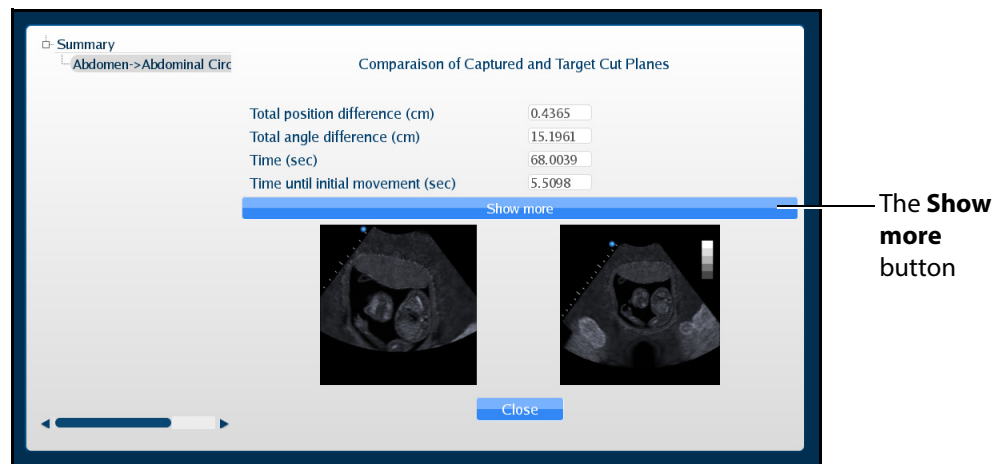 Summary
Abdomen->Abdominal Circ
Comparaison of Captured and Target Cut Planes
Total position difference (cm) 0.4365
Total angle difference (cm) 15.1961
Time (sec) 68.0039
Time until initial movement (sec) 5.5098
Show more
The Show
more
button
Close